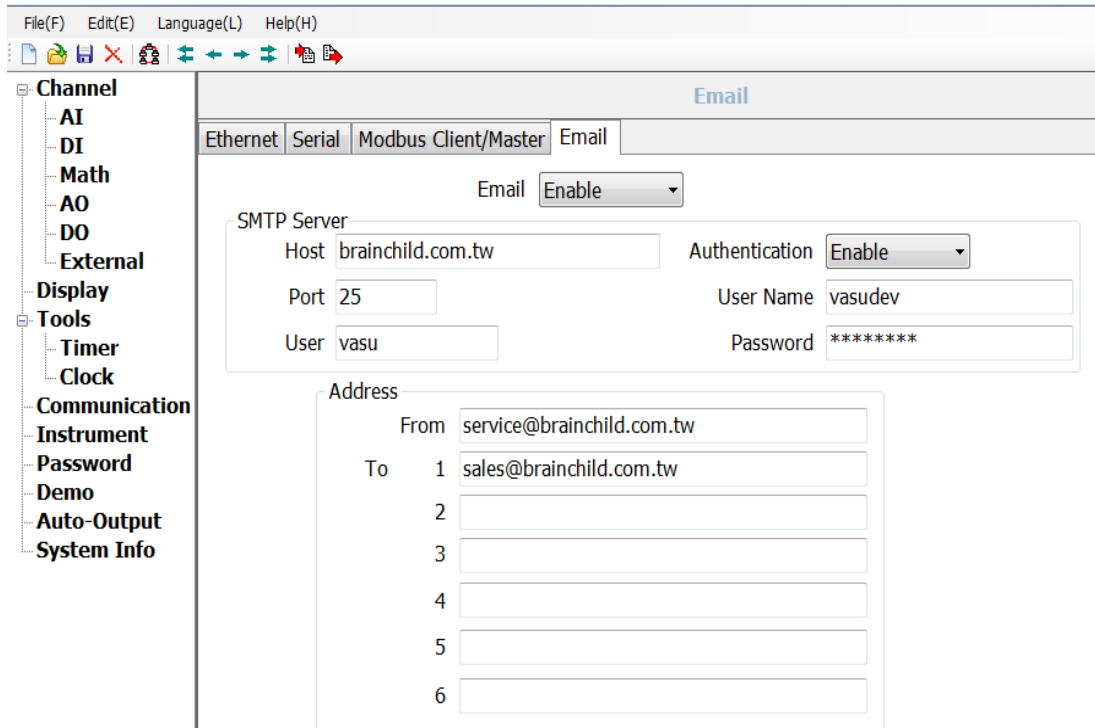 File(F) Edit(E) Language(L) Help(H)
Channel
AI
DI
Math
AO
DO
External
Display
Tools
Timer
Clock
Communication
Instrument
Password
Demo
Auto-Output
System Info
Email
Ethernet Serial Modbus Client/Master Email
Email Enable
SMTP Server
Host brainchild.com.tw Authentication Enable
Port 25 User Name vasudev
User vasu Password ********
Address
From service@brainchild.com.tw
To 1 sales@brainchild.com.tw
2
3
4
5
6